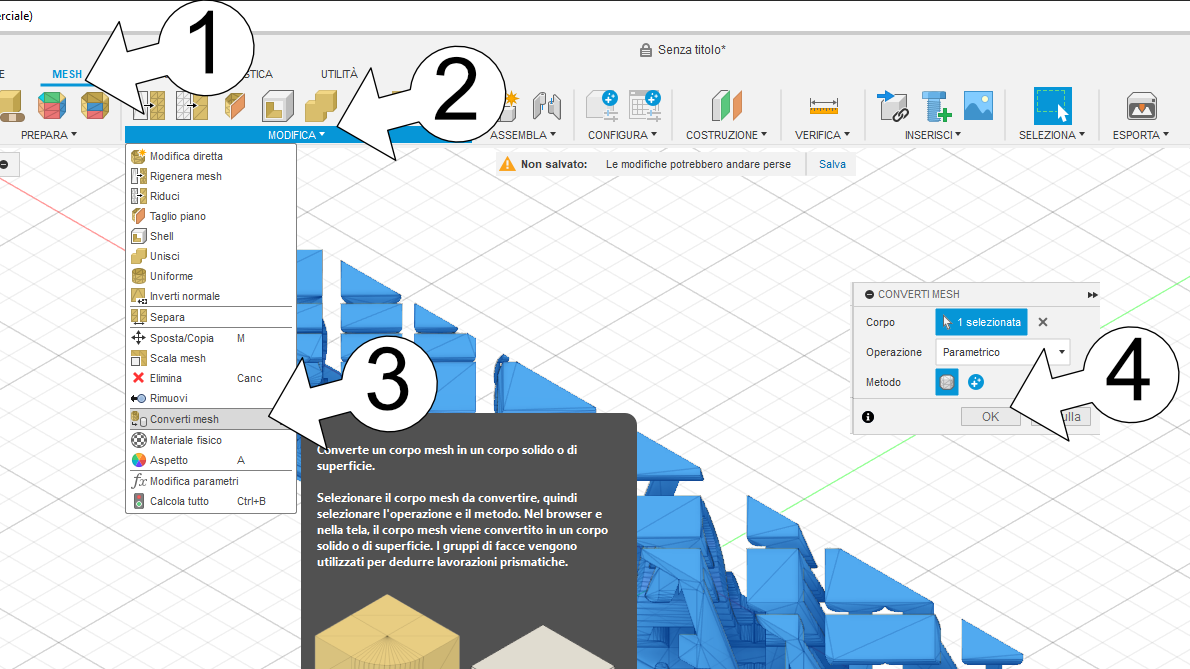 rciale)
Senza titolo*
E
MESH
STICA
UTILITÀ
1
2
PREPARA
MODIFICA
ASSEMBLA
CONFIGURA
COSTRUZIONE
VERIFICA
INSERISCI
SELEZIONA
ESPORTA
Non salvato: Le modifiche potrebbero andare perse Salva
Modifica diretta
Rigenera mesh
Riduci
Taglio piano
Shell
Unisci
Uniforme
Inverti normale
Separa
Sposta/Copia M
Scala mesh
Elimina Canc
Rimuovi
Converti mesh
Materiale fisico
Aspetto A
Modifica parametri
Calcola tutto Ctrl+B
3
Converte un corpo mesh in un corpo solido o di
superficie.
Selezionare il corpo mesh da convertire, quindi
selezionare l'operazione e il metodo. Nel browser e
nella tela, il corpo mesh viene convertito in un corpo
solido o di superficie. I gruppi di facce vengono
utilizzati per dedurre lavorazioni prismatiche.
CONVERTI MESH
Corpo 1 selezionata
Operazione Parametrico
Metodo
OK ulla
4